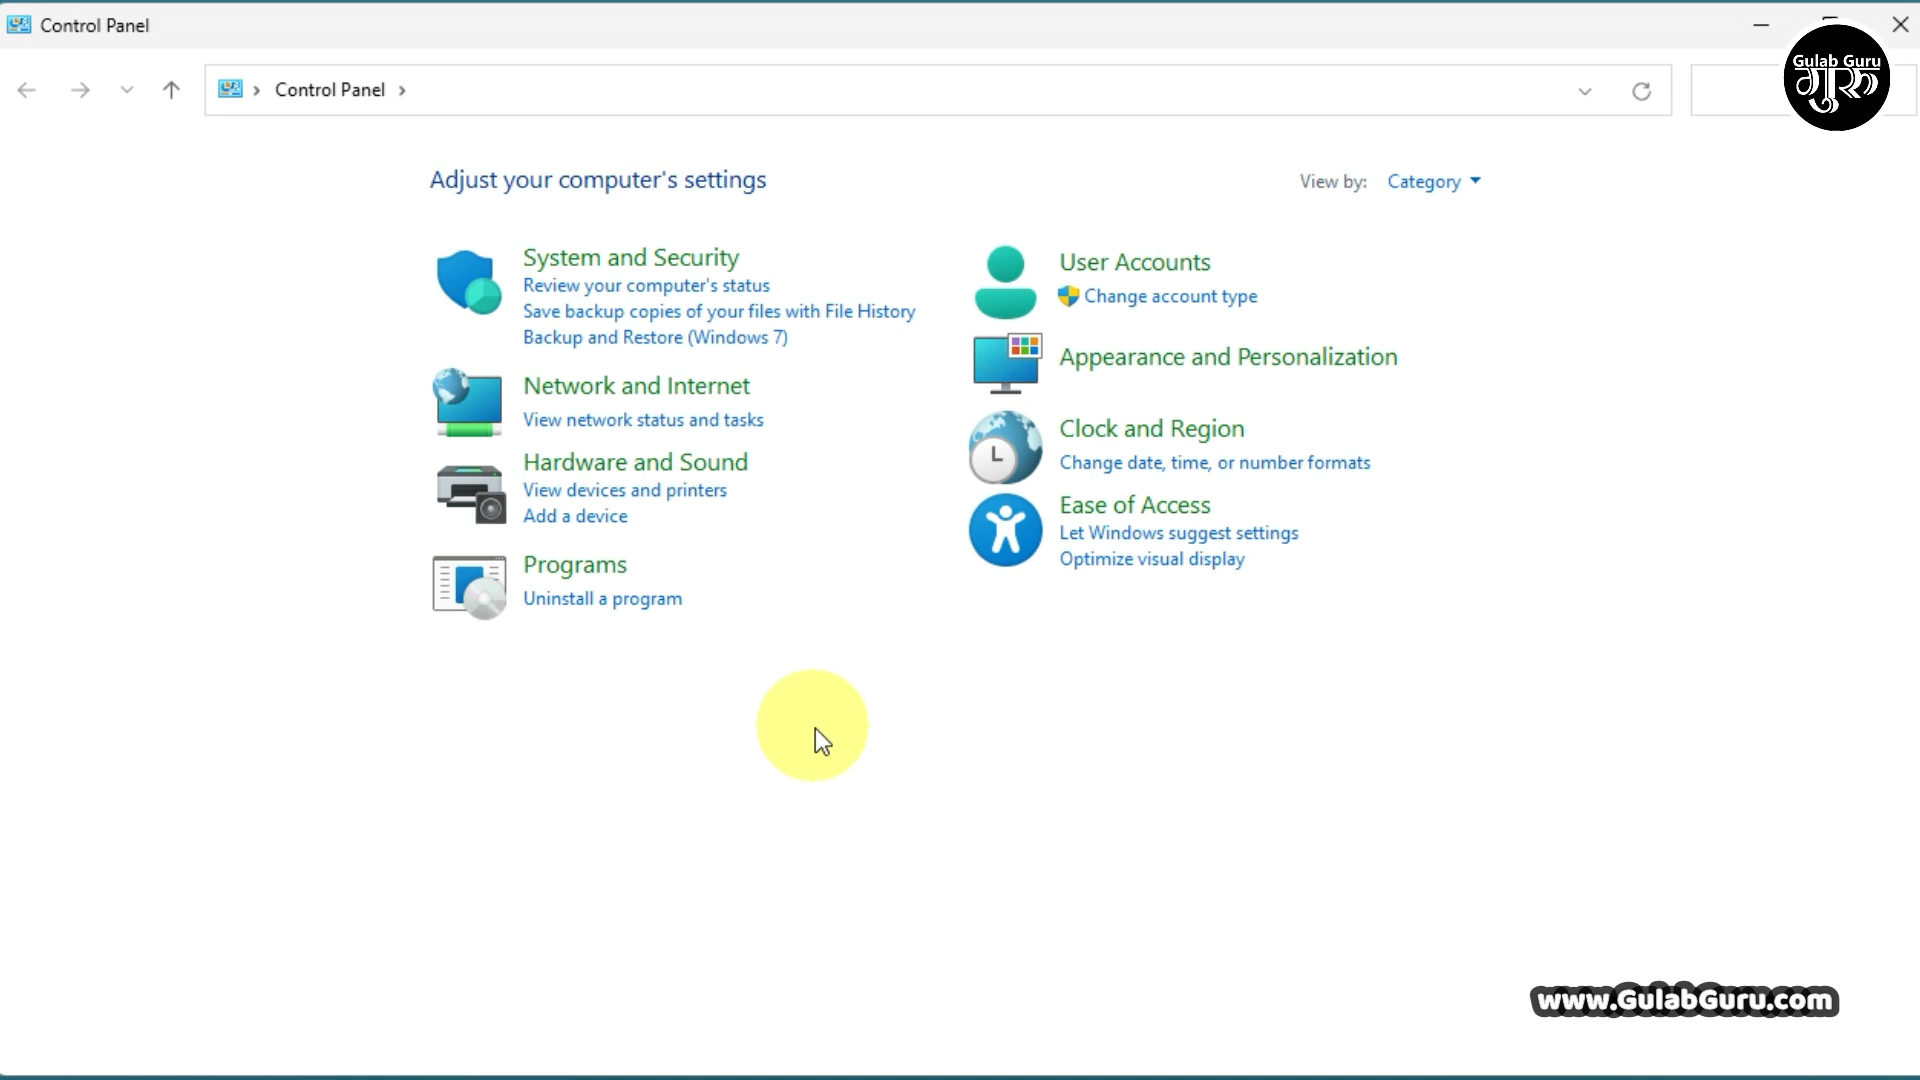 Control Panel
Control Panel
Gulab Guru
गुरु
Adjust your computer's settings
View by: Category
System and Security
Review your computer's status
Save backup copies of your files with File History
Backup and Restore (Windows 7)
Network and Internet
View network status and tasks
Hardware and Sound
View devices and printers
Add a device
Programs
Uninstall a program
User Accounts
Change account type
Appearance and Personalization
Clock and Region
Change date, time, or number formats
Ease of Access
Let Windows suggest settings
Optimize visual display
www.GulabGuru.com